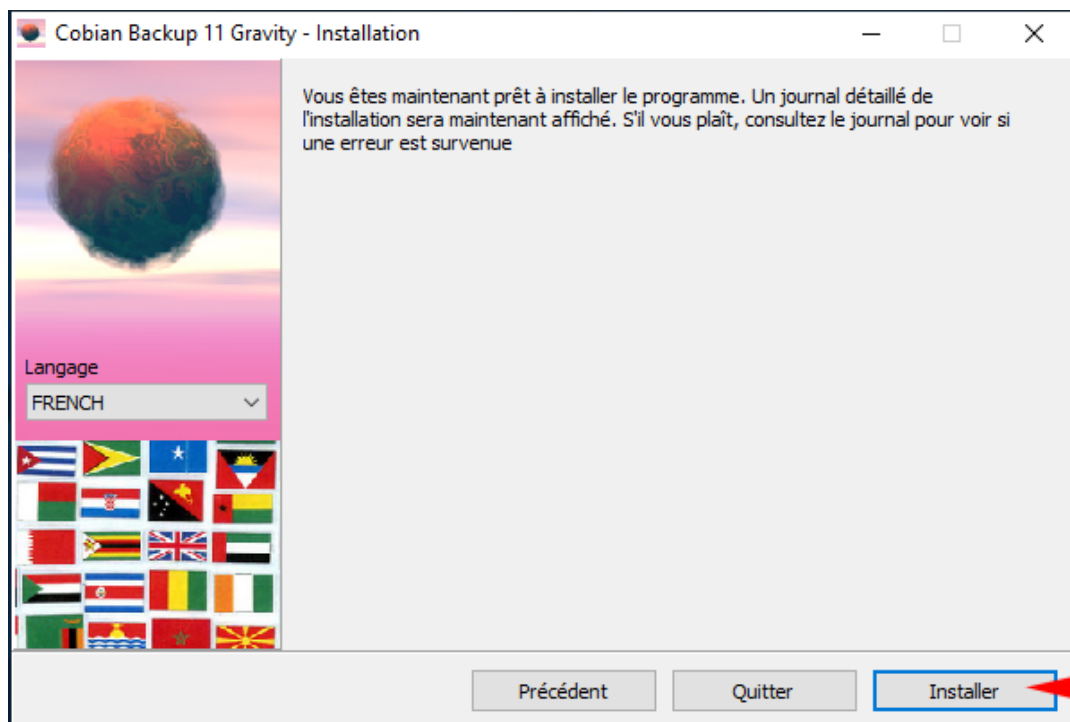 Cobian Backup 11 Gravity - Installation
Vous êtes maintenant prêt à installer le programme. Un journal détaillé de
l'installation sera maintenant affiché. S'il vous plaît, consultez le journal pour voir si
une erreur est survenue
Langage
FRENCH
Précédent
Quitter
Installer